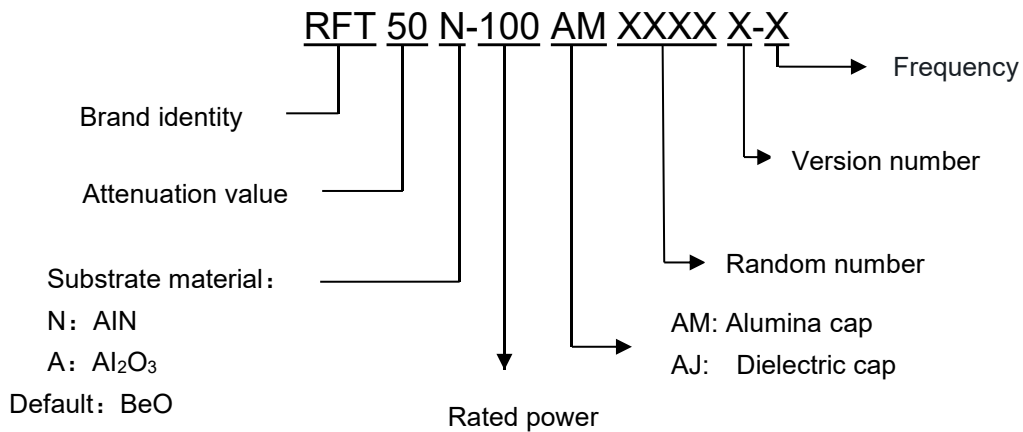 RFT 50 N-100 AM XXXX X-X
Frequency
Brand identity
Version number
Attenuation value
Random number
Substrate material：
N：AlN
AM: Alumina cap
A：Al₂O₃
AJ: Dielectric cap
Default：BeO
Rated power